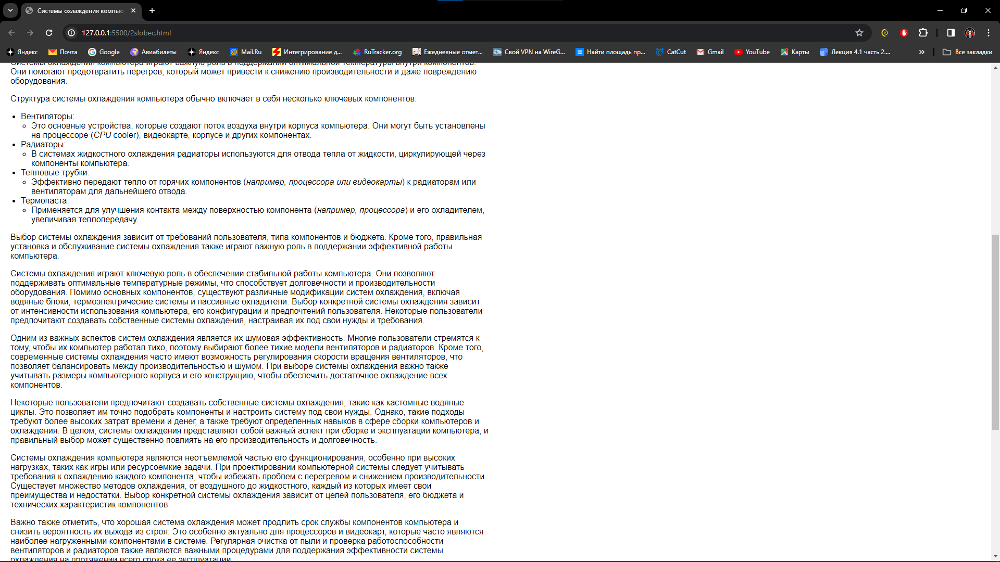 Системы охлаждения компью
127.0.0.1:5500/2slobec.html
Яндекс
Почта
Google
Авиабилеты
Яндекс
Mail.Ru
Интегрирование д...
RuTracker.org
Ежедневные отмет...
Свой VPN на WireG...
Найти площадь пр...
CatCut
Gmail
YouTube
Карты
Лекция 4.1 часть 2....
Все закладки
Системы охлаждения компьютера играют важную роль в поддержании оптимальной температуры внутри компонентов.
Они помогают предотвратить перегрев, который может привести к снижению производительности и даже повреждению
оборудования.
Структура системы охлаждения компьютера обычно включает в себя несколько ключевых компонентов:
Вентиляторы:
Это основные устройства, которые создают поток воздуха внутри корпуса компьютера. Они могут быть установлены
на процессоре (CPU cooler), видеокарте, корпусе и других компонентах.
Радиаторы:
В системах жидкостного охлаждения радиаторы используются для отвода тепла от жидкости, циркулирующей через
компоненты компьютера.
Тепловые трубки:
Эффективно передают тепло от горячих компонентов (например, процессора или видеокарты) к радиаторам или
вентиляторам для дальнейшего отвода.
Термопаста:
Применяется для улучшения контакта между поверхностью компонента (например, процессора) и его охладителем,
увеличивая теплопередачу.
Выбор системы охлаждения зависит от требований пользователя, типа компонентов и бюджета. Кроме того, правильная
установка и обслуживание системы охлаждения также играют важную роль в поддержании эффективной работы
компьютера.
Системы охлаждения играют ключевую роль в обеспечении стабильной работы компьютера. Они позволяют
поддерживать оптимальные температурные режимы, что способствует долговечности и производительности
оборудования. Помимо основных компонентов, существуют различные модификации систем охлаждения, включая
водяные блоки, термоэлектрические системы и пассивные охладители. Выбор конкретной системы охлаждения зависит
от интенсивности использования компьютера, его конфигурации и предпочтений пользователя. Некоторые пользователи
предпочитают создавать собственные системы охлаждения, настраивая их под свои нужды и требования.
Одним из важных аспектов систем охлаждения является их шумовая эффективность. Многие пользователи стремятся к
тому, чтобы их компьютер работал тихо, поэтому выбирают более тихие модели вентиляторов и радиаторов. Кроме того,
современные системы охлаждения часто имеют возможность регулирования скорости вращения вентиляторов, что
позволяет балансировать между производительностью и шумом. При выборе системы охлаждения важно также
учитывать размеры компьютерного корпуса и его конструкцию, чтобы обеспечить достаточное охлаждение всех
компонентов.
Некоторые пользователи предпочитают создавать собственные системы охлаждения, такие как кастомные водяные
циклы. Это позволяет им точно подобрать компоненты и настроить систему под свои нужды. Однако, такие подходы
требуют более высоких затрат времени и денег, а также требуют определенных навыков в сфере сборки компьютеров и
охлаждения. В целом, системы охлаждения представляют собой важный аспект при сборке и эксплуатации компьютера, и
правильный выбор может существенно повлиять на его производительность и долговечность.
Системы охлаждения компьютера являются неотъемлемой частью его функционирования, особенно при высоких
нагрузках, таких как игры или ресурсоемкие задачи. При проектировании компьютерной системы следует учитывать
требования к охлаждению каждого компонента, чтобы избежать проблем с перегревом и снижением производительности.
Существует множество методов охлаждения, от воздушного до жидкостного, каждый из которых имеет свои
преимущества и недостатки. Выбор конкретной системы охлаждения зависит от целей пользователя, его бюджета и
технических характеристик компонентов.
Важно также отметить, что хорошая система охлаждения может продлить срок службы компонентов компьютера и
снизить вероятность их выхода из строя. Это особенно актуально для процессоров и видеокарт, которые часто являются
наиболее нагруженными компонентами в системе. Регулярная очистка от пыли и проверка работоспособности
вентиляторов и радиаторов также являются важными процедурами для поддержания эффективности системы
охлаждения на протяжении всего срока её эксплуатации.